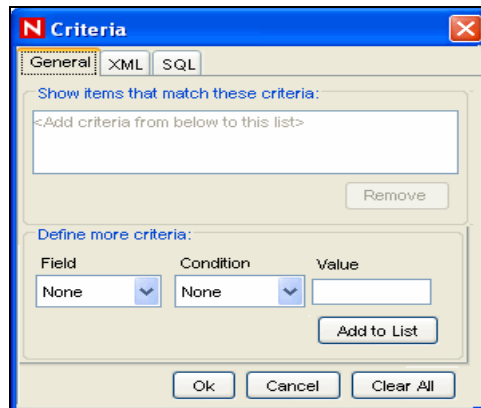 N Criteria
General XML SQL
Show items that match these criteria:
<Add criteria from below to this list>
Remove
Define more criteria:
Field Condition Value
None None
Add to List
Ok Cancel Clear All